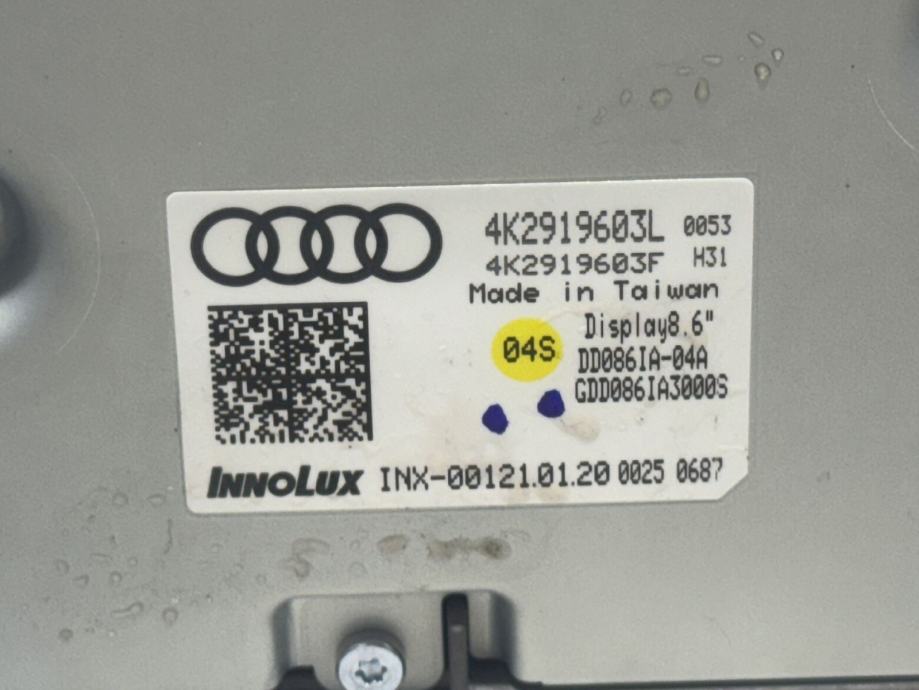 4K2919603L 0053
4K2919603F H31
Made in Taiwan
Display8.6"
04S
DD086IA-04A
GDD086IA3000S
INNOLUX INX-00121.01.20 0025 0687